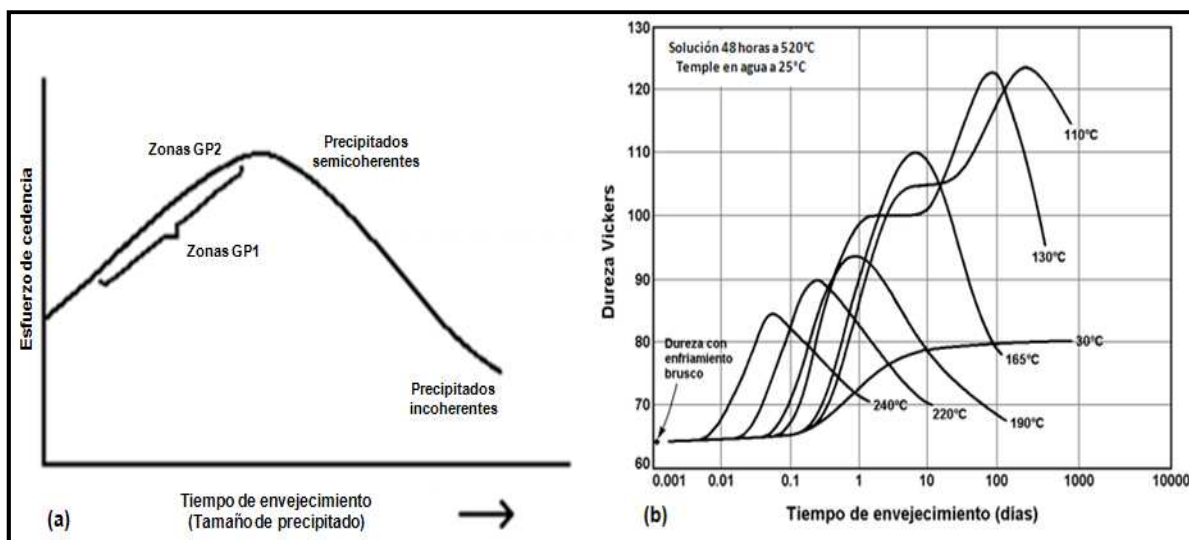 Esfuerzo de cedencia
Zonas GP2
Precipitados
semicoherentes
Zonas GP1
Precipitados
incoherentes
Tiempo de envejecimiento
(Tamaño de precipitado)
(a)
Dureza Vickers
130
120
110
100
90
80
70
60
Solución 48 horas a 520°C
Temple en agua a 25°C
110°C
130°C
30°C
165°C
Dureza con
enfriamiento
brusco
240°C
220°C
190°C
0.001
0.01
0.1
1
10
100
1000
10000
Tiempo de envejecimiento (días)
(b)